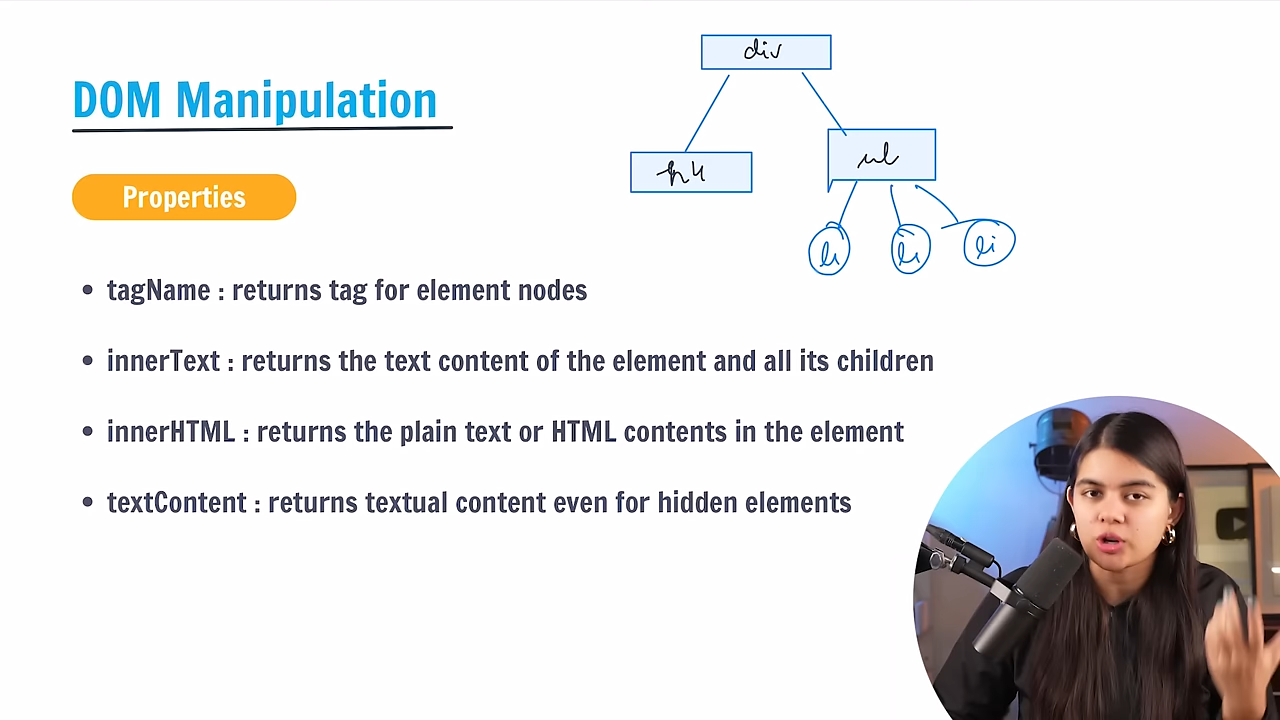 div
DOM Manipulation
h4
ul
Properties
li li li
• tagName : returns tag for element nodes
• innerText : returns the text content of the element and all its children
• innerHTML : returns the plain text or HTML contents in the element
• textContent : returns textual content even for hidden elements